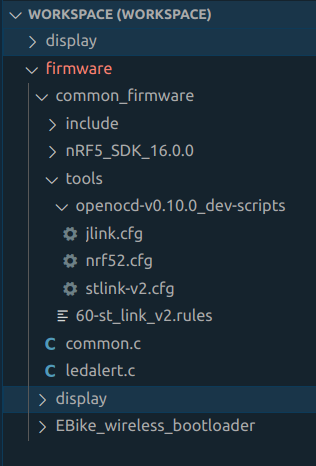 WORKSPACE (WORKSPACE)
display
firmware
common_firmware
include
nRF5_SDK_16.0.0
tools
openocd-v0.10.0_dev-scripts
jlink.cfg
nrf52.cfg
stlink-v2.cfg
60-st_link_v2.rules
C common.c
C ledalert.c
display
EBike_wireless_bootloader